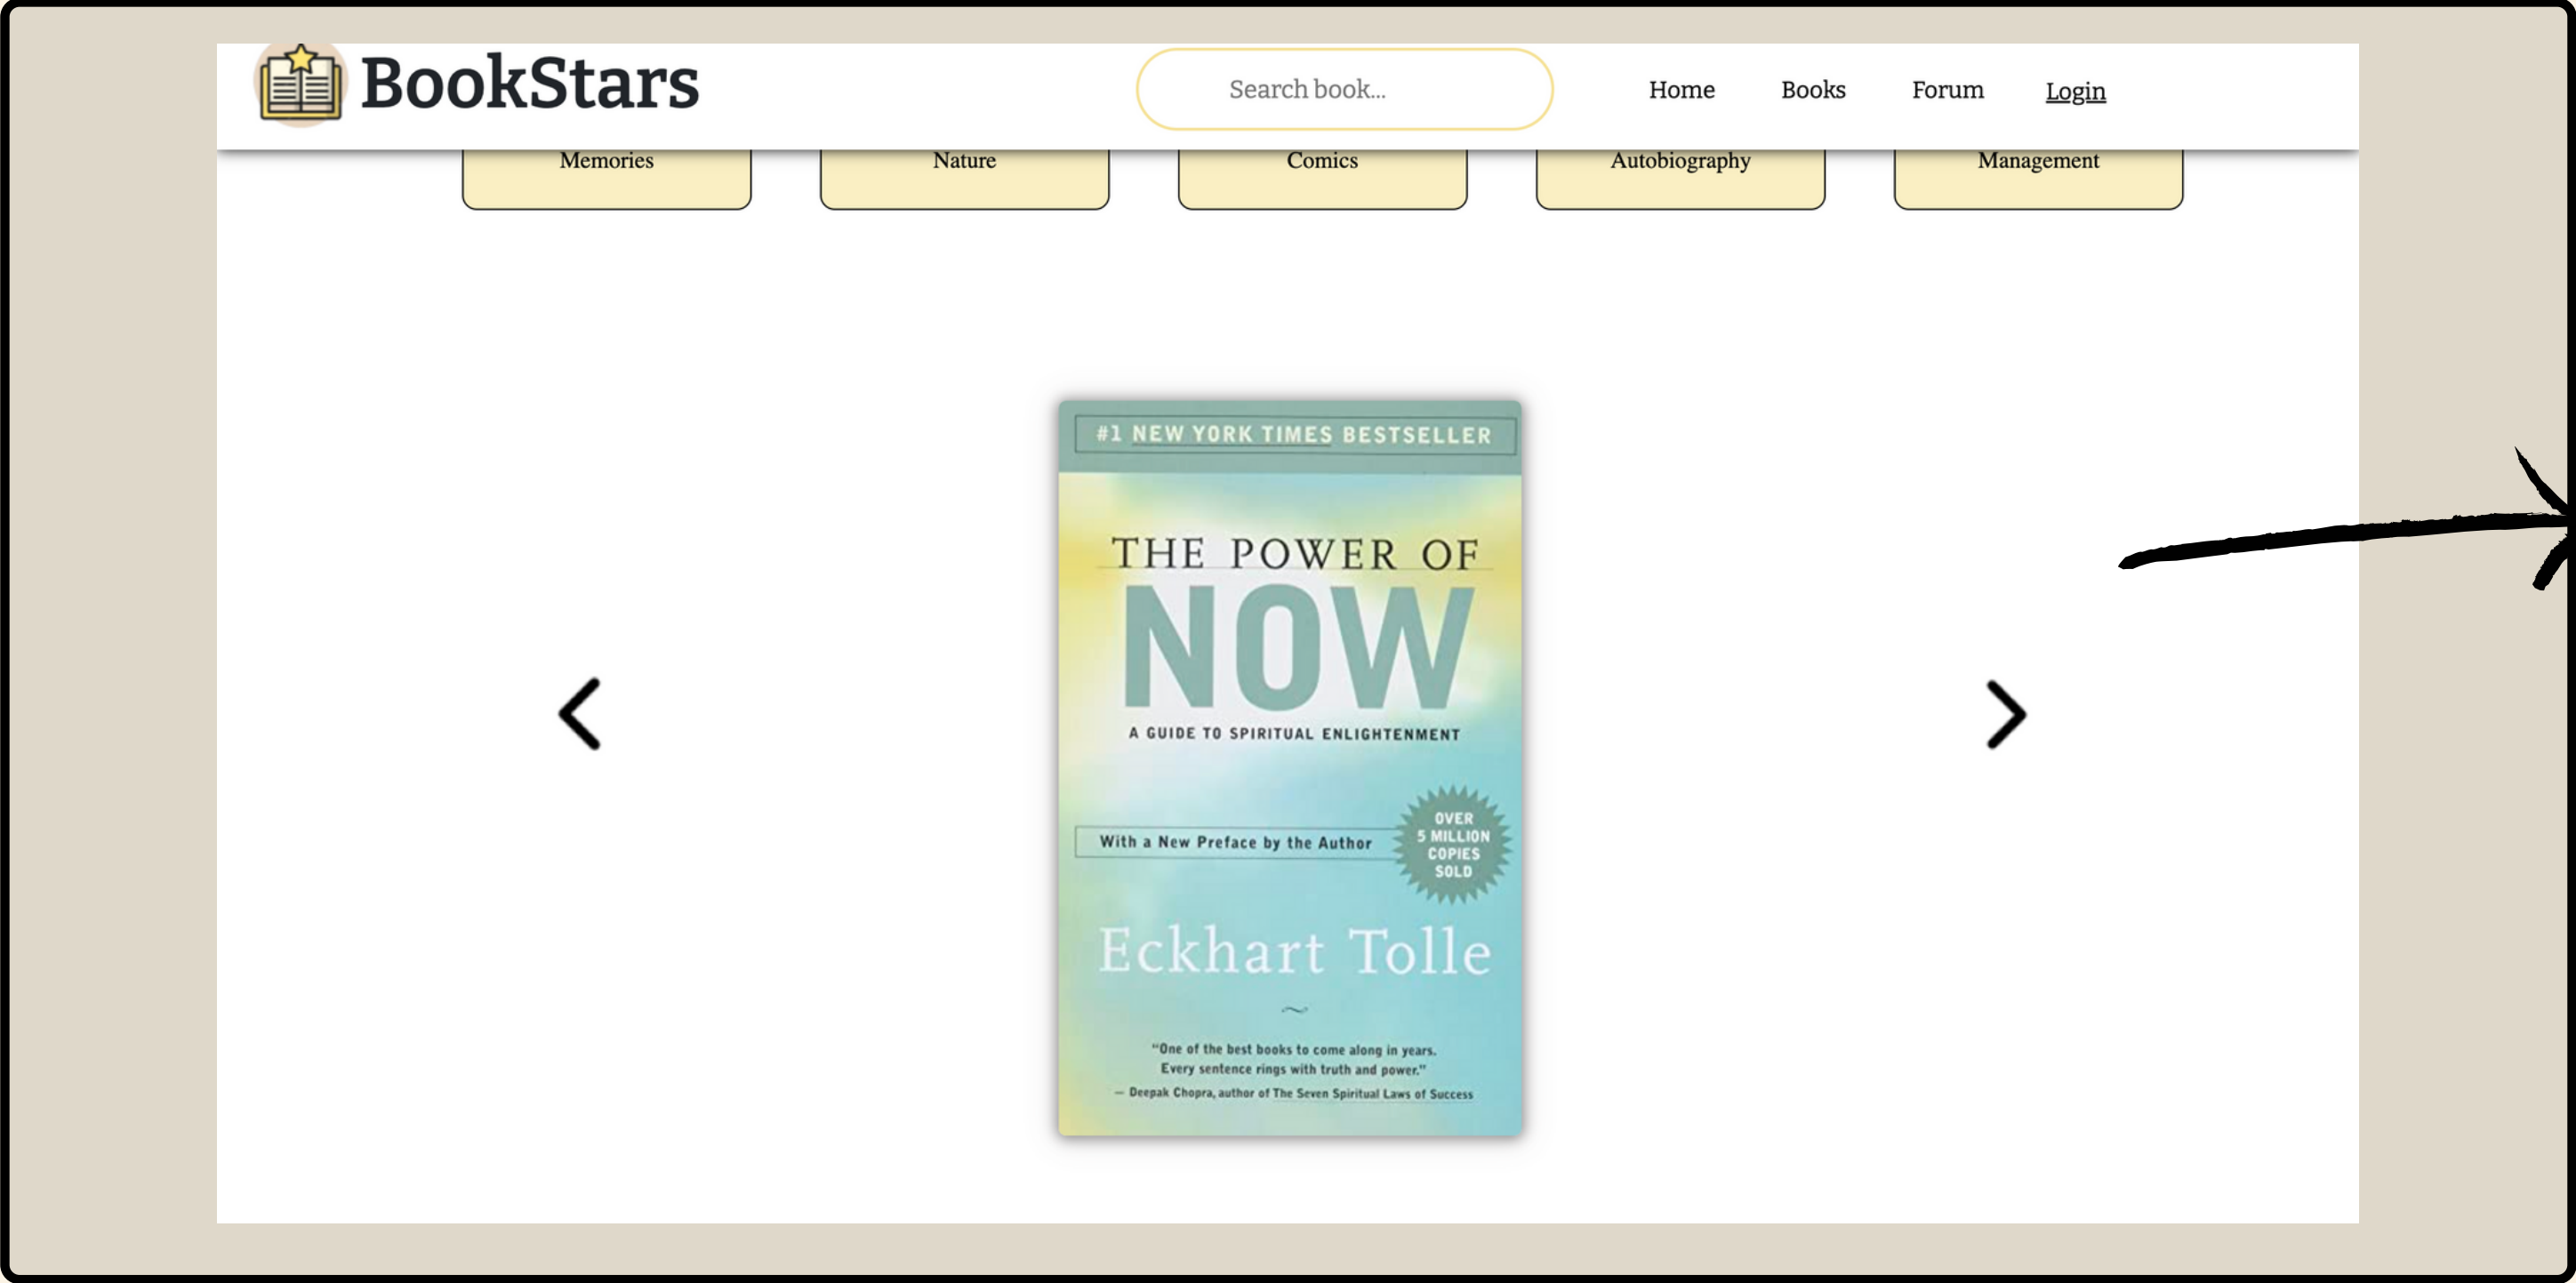 BookStars
Search book...
Home Books Forum Login
Memories Nature Comics Autobiography Management
#1 NEW YORK TIMES BESTSELLER
THE POWER OF
NOW
A GUIDE TO SPIRITUAL ENLIGHTENMENT
With a New Preface by the Author
OVER
5 MILLION
COPIES
SOLD
Eckhart Tolle
~
"One of the best books to come along in years.
Every sentence rings with truth and power."
— Deepak Chopra, author of The Seven Spiritual Laws of Success